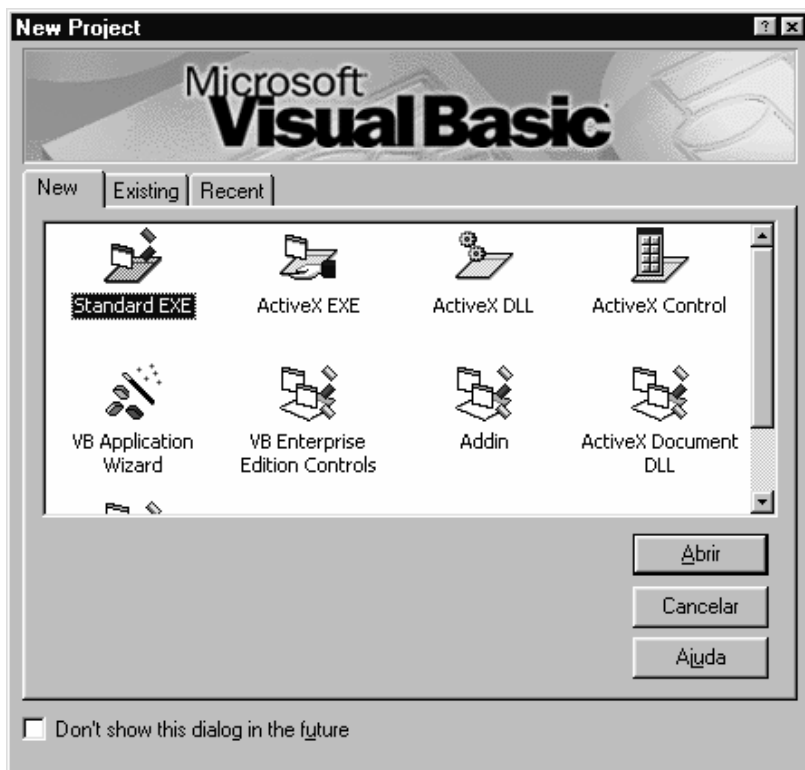 New Project
Microsoft
Visual Basic
New
Existing
Recent
Standard EXE
ActiveX EXE
ActiveX DLL
ActiveX Control
VB Application
Wizard
VB Enterprise
Edition Controls
Addin
ActiveX Document
DLL
Abrir
Cancelar
Ajuda
Don't show this dialog in the future